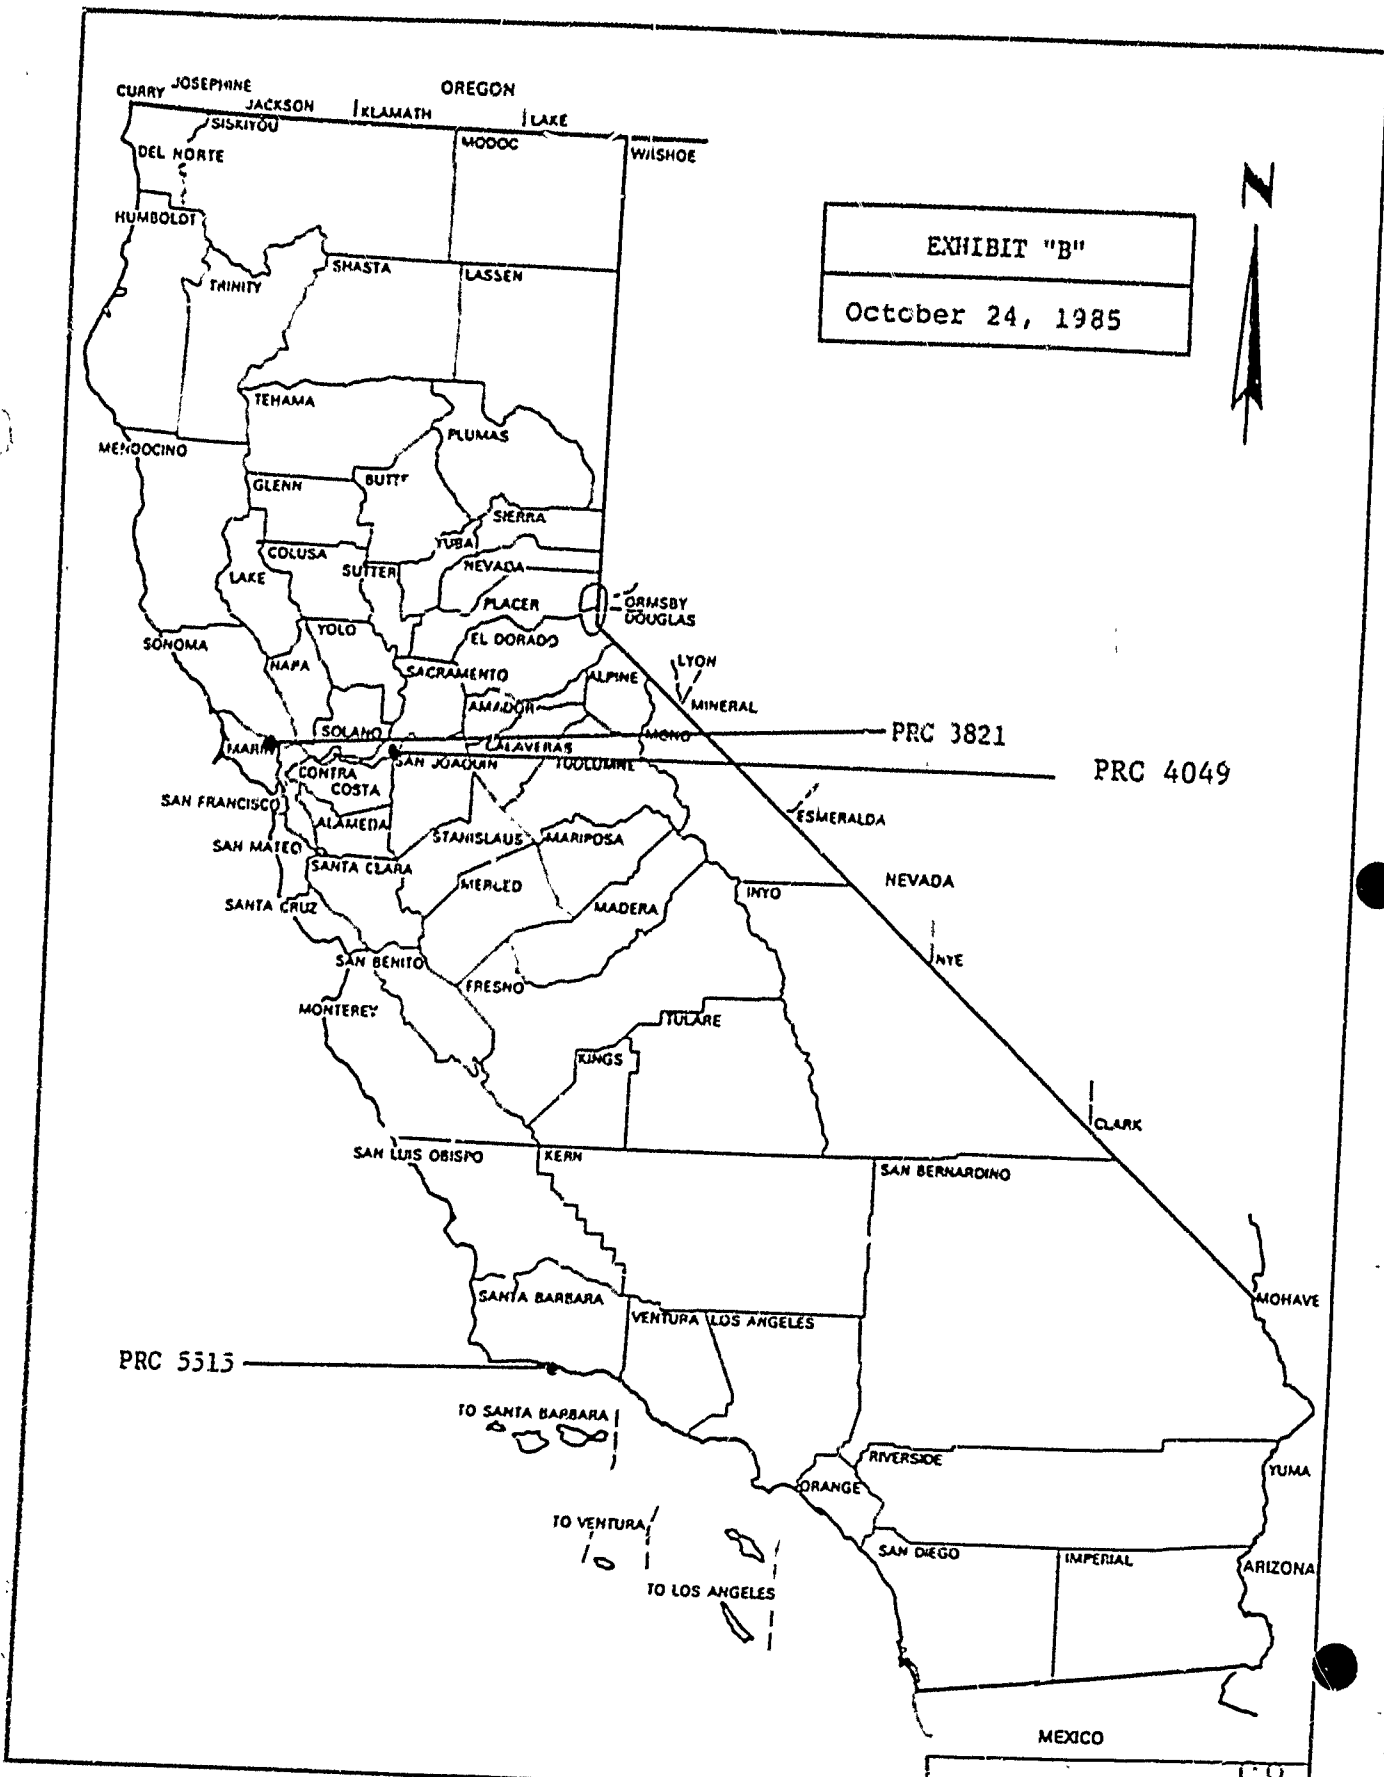 OREGON
CURRY
JOSEPHINE
JACKSON
KLAMATH
LAKE
SISKIYOU
MODOC
WASHOE
DEL NORTE
HUMBOLDT
EXHIBIT "B"
October 24, 1985
N
TRINITY
SHASTA
LASSEN
TEHAMA
PLUMAS
MENDOCINO
GLENN
BUTTE
SIERRA
COLUSA
YUBA
SUTTER
NEVADA
LAKE
PLACER
ORMSBY
DOUGLAS
YOLO
EL DORADO
SONOMA
NAPA
SACRAMENTO
ALPINE
LYON
AMADOR
MINERAL
SOLANO
MONO
PRC 3821
MARIN
CALAVERAS
SAN JOAQUIN
TUOLUMNE
PRC 4049
CONTRA
COSTA
SAN FRANCISCO
ALAMEDA
ESMERALDA
SAN MATEO
STANISLAUS
MARIPOSA
SANTA CLARA
MERCED
INYO
NEVADA
SANTA CRUZ
MADERA
SAN BENITO
NYE
FRESNO
MONTEREY
TULARE
KINGS
CLARK
SAN LUIS OBISPO
KERN
SAN BERNARDINO
SANTA BARBARA
MOHAVE
VENTURA
LOS ANGELES
PRC 5313
TO SANTA BARBARA
RIVERSIDE
YUMA
ORANGE
TO VENTURA
SAN DIEGO
IMPERIAL
ARIZONA
TO LOS ANGELES
MEXICO